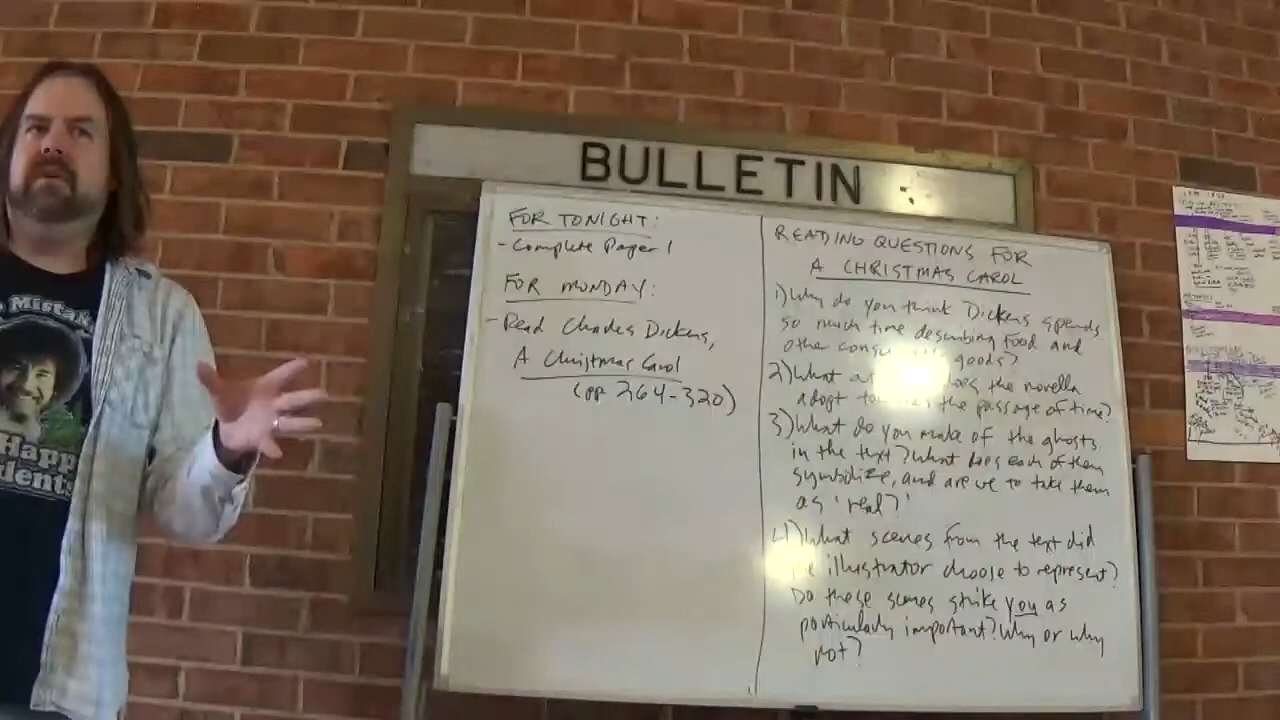 BULLETIN
FOR TONIGHT:
- Complete Paper 1
FOR MONDAY:
- Read Charles Dickens,
A Christmas Carol
(pp 264-320)
READING QUESTIONS FOR
A CHRISTMAS CAROL
1) Why do you think Dickens spends
so much time describing food and
other goods?
2) What does the novella
adopt the passage of time?
3) What do you make of the ghosts
in the text? What does each of them
symbolize, and are we to take them
as 'real'?
4) What scenes from the text did
illustrator choose to represent?
Do these scenes strike you as
particularly important? Why or why
not?
Mista
Happ
dents